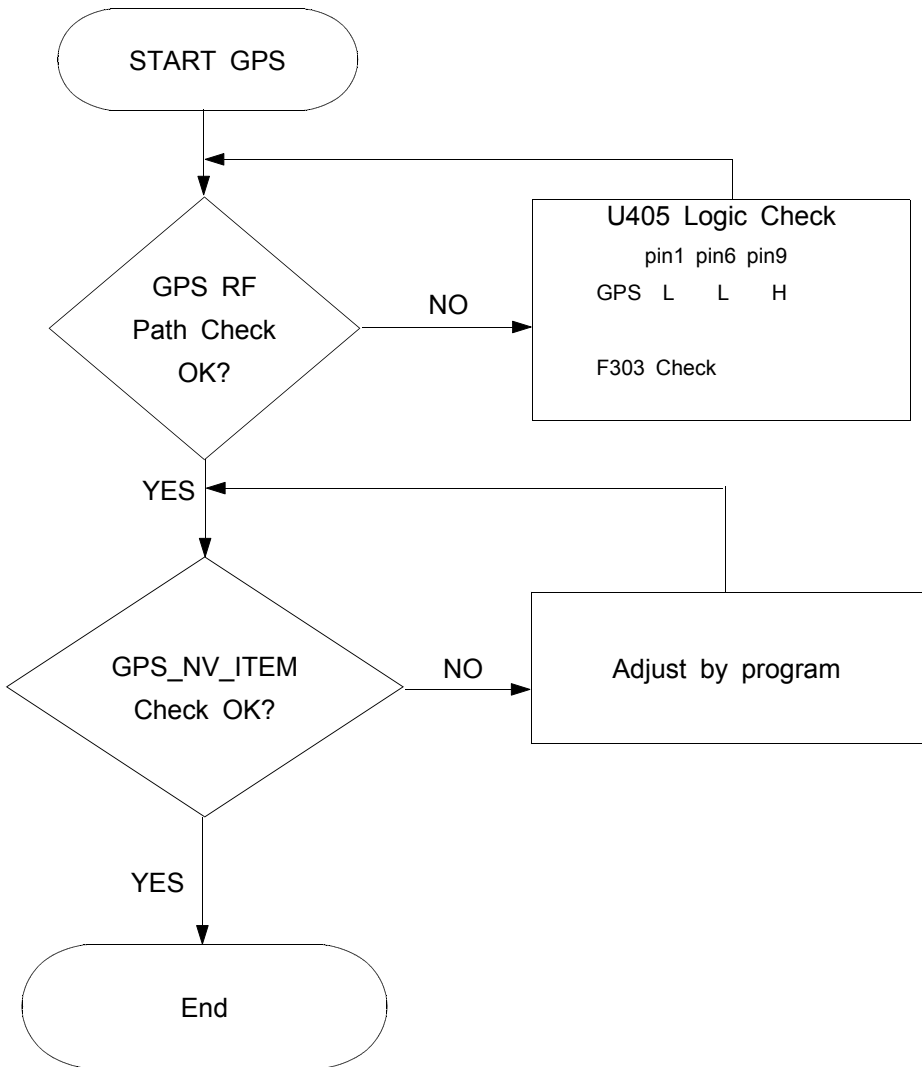 START GPS
GPS RF
Path Check
OK?
NO
U405 Logic Check
pin1 pin6 pin9
GPS L L H
F303 Check
YES
GPS_NV_ITEM
Check OK?
NO
Adjust by program
YES
End